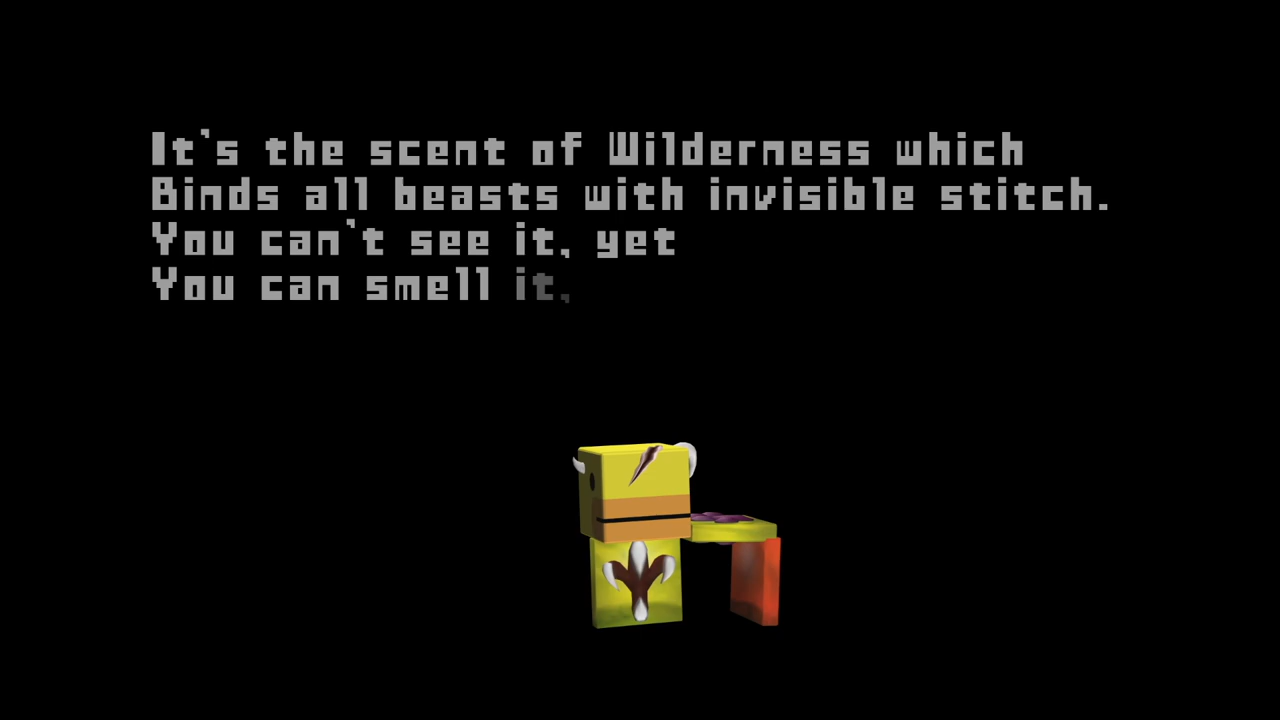 It's the scent of Wilderness which
Binds all beasts with invisible stitch.
You can't see it, yet
You can smell it,